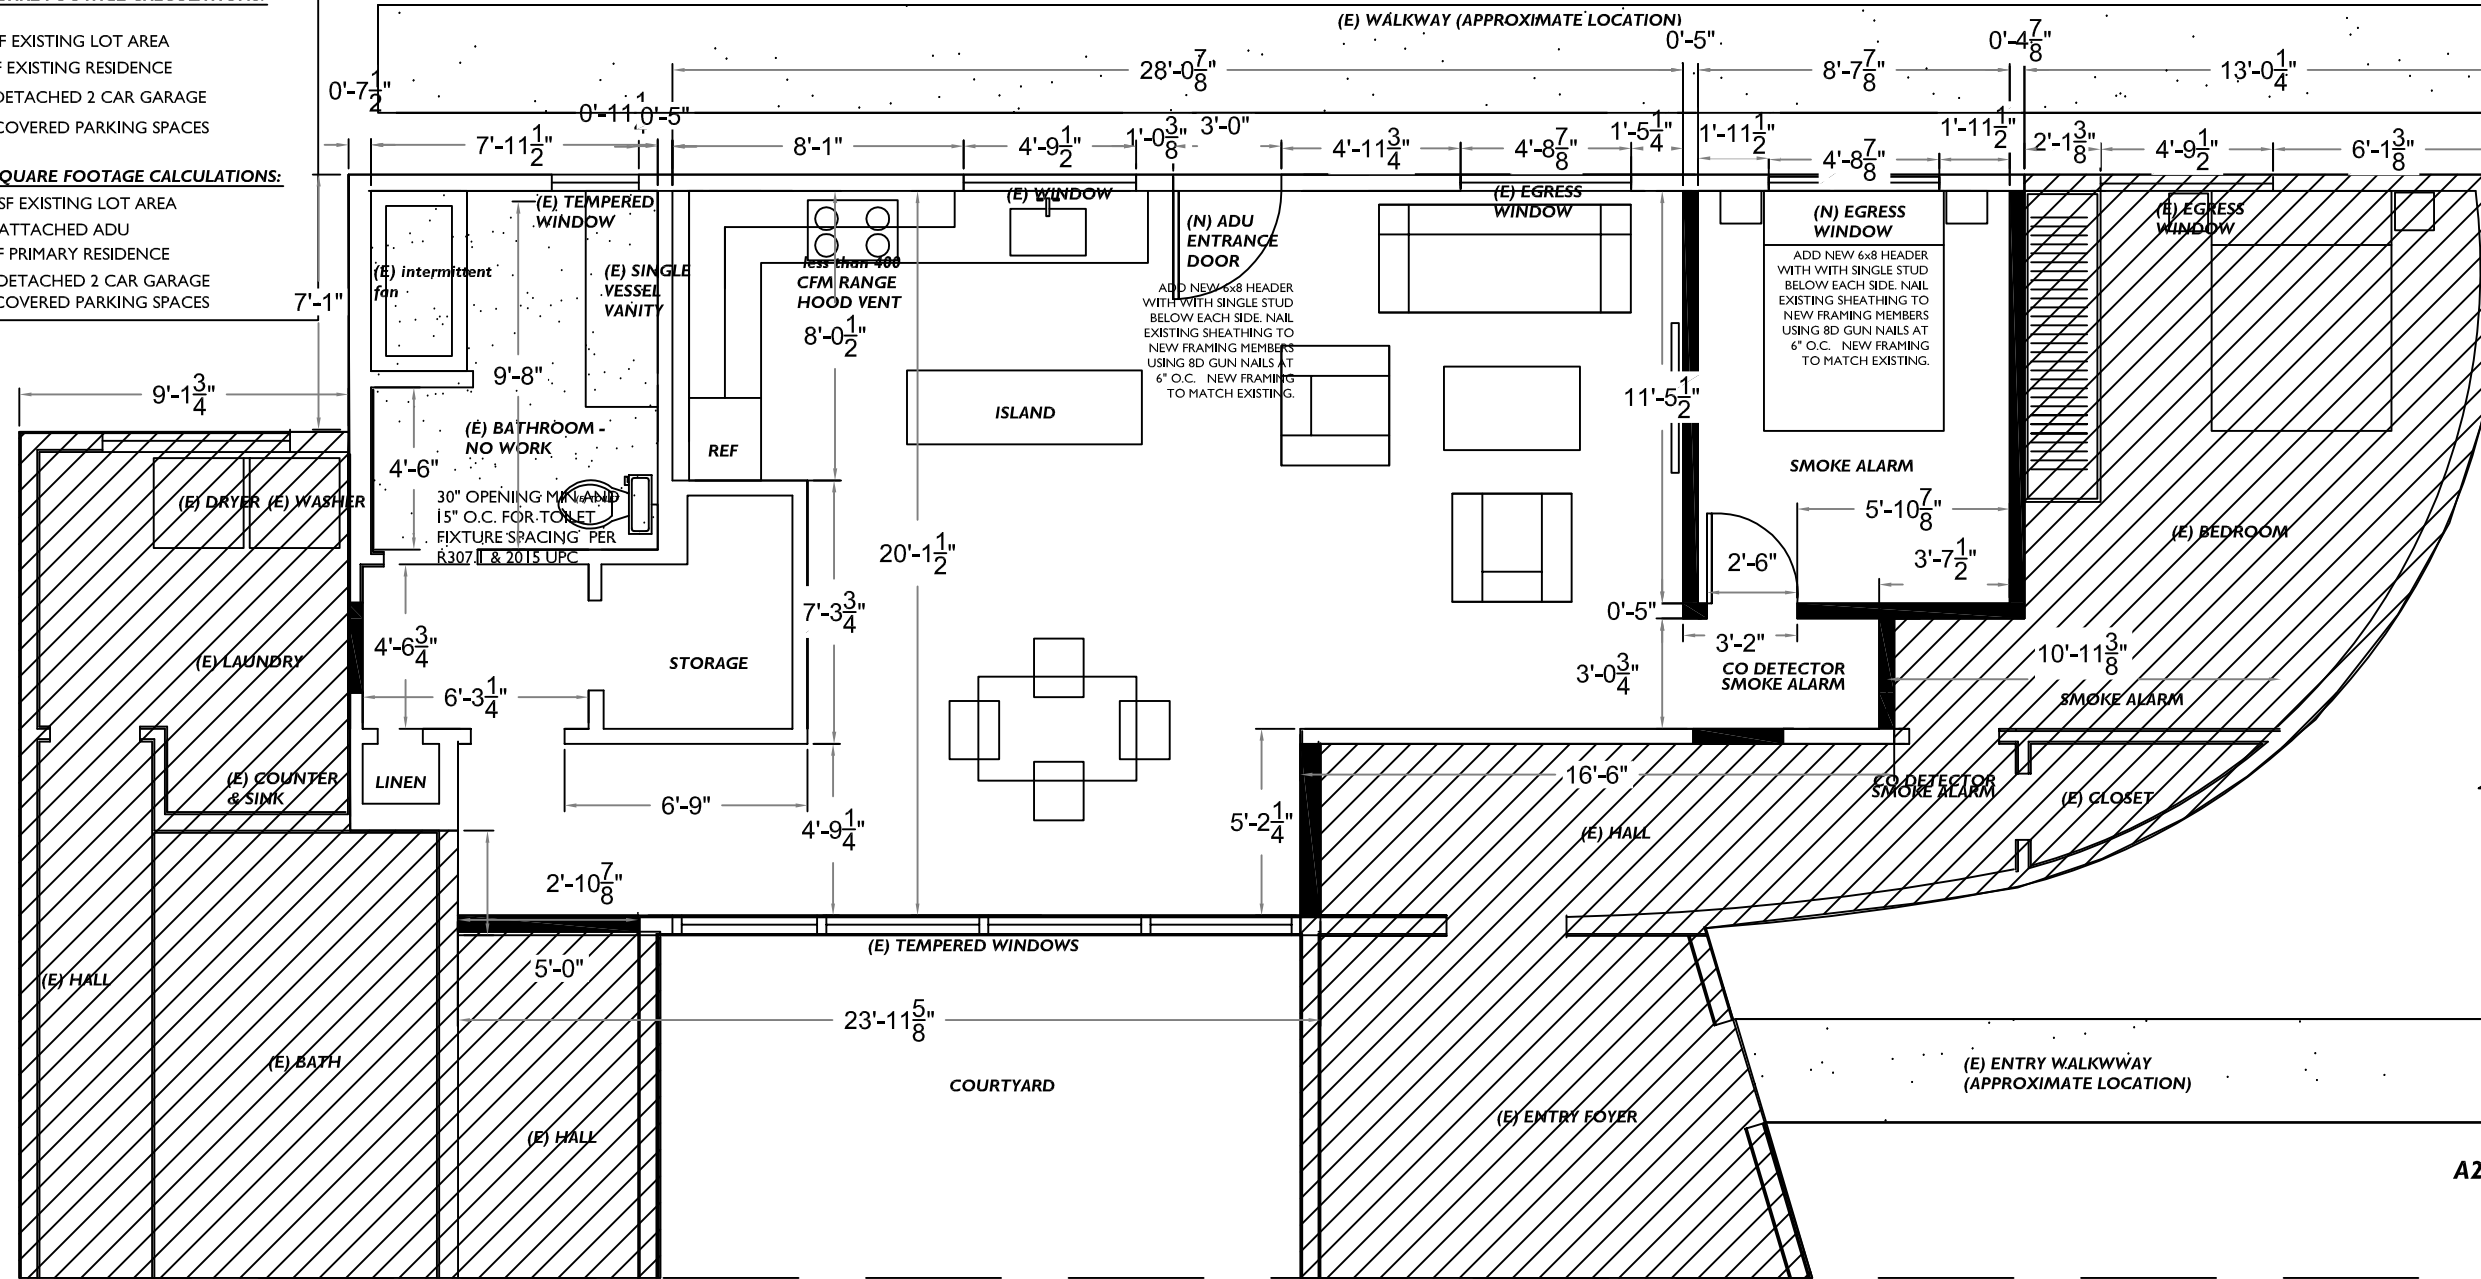 (E) WALKWAY (APPROXIMATE LOCATION)
F EXISTING LOT AREA
EXISTING RESIDENCE
DETACHED 2 CAR GARAGE
COVERED PARKING SPACES
QUARE FOOTAGE CALCULATIONS:
SF EXISTING LOT AREA
ATTACHED ADU
F PRIMARY RESIDENCE
DETACHED 2 CAR GARAGE
COVERED PARKING SPACES
0'-5"
0'-4 7/8"
28'-0 7/8"
8'-7 7/8"
13'-0 1/4"
0'-7 1/2"
0'-11
0'-5"
7'-11 1/2"
8'-1"
4'-9 1/2"
1'-0 3/8"
3'-0"
4'-11 3/4"
4'-8 7/8"
1'-5 1/4"
1'-11 1/2"
4'-8 7/8"
1'-11 1/2"
2'-1 3/8"
4'-9 1/2"
6'-1 3/8"
(E) TEMPERED
WINDOW
(E) WINDOW
(E) EGRESS
WINDOW
(N) ADU
ENTRANCE
DOOR
(N) EGRESS
WINDOW
(E) EGRESS
WINDOW
(E) intermittent
fan
(E) SINGLE
VESSEL
VANITY
less than 400
CFM RANGE
HOOD VENT
ADD NEW 6x8 HEADER
WITH WITH SINGLE STUD
BELOW EACH SIDE. NAIL
EXISTING SHEATHING TO
NEW FRAMING MEMBERS
USING 8D GUN NAILS AT
6" O.C. NEW FRAMING
TO MATCH EXISTING.
ADD NEW 6x8 HEADER
WITH WITH SINGLE STUD
BELOW EACH SIDE. NAIL
EXISTING SHEATHING TO
NEW FRAMING MEMBERS
USING 8D GUN NAILS AT
6" O.C. NEW FRAMING
TO MATCH EXISTING.
7'-1"
8'-0 1/2"
9'-8"
9'-1 3/4"
11'-5 1/2"
ISLAND
(E) BATHROOM -
NO WORK
REF
4'-6"
SMOKE ALARM
(E) DRYER
(E) WASHER
30" OPENING MIN AND
15" O.C. FOR TOILET
FIXTURE SPACING PER
R307.1 & 2015 UPC
5'-10 7/8"
(E) BEDROOM
20'-1 1/2"
2'-6"
3'-7 1/2"
7'-3 3/4"
0'-5"
4'-6 3/4"
3'-2"
(E) LAUNDRY
STORAGE
10'-11 3/8"
CO DETECTOR
SMOKE ALARM
3'-0 3/4"
6'-3 1/4"
SMOKE ALARM
(E) COUNTER
& SINK
LINEN
16'-6"
CO DETECTOR
SMOKE ALARM
(E) CLOSET
6'-9"
4'-9 1/4"
5'-2 1/4"
(E) HALL
2'-10 7/8"
(E) TEMPERED WINDOWS
5'-0"
(E) HALL
23'-11 5/8"
(E) BATH
COURTYARD
(E) ENTRY WALKWWAY
(APPROXIMATE LOCATION)
(E) ENTRY FOYER
(E) HALL
A2